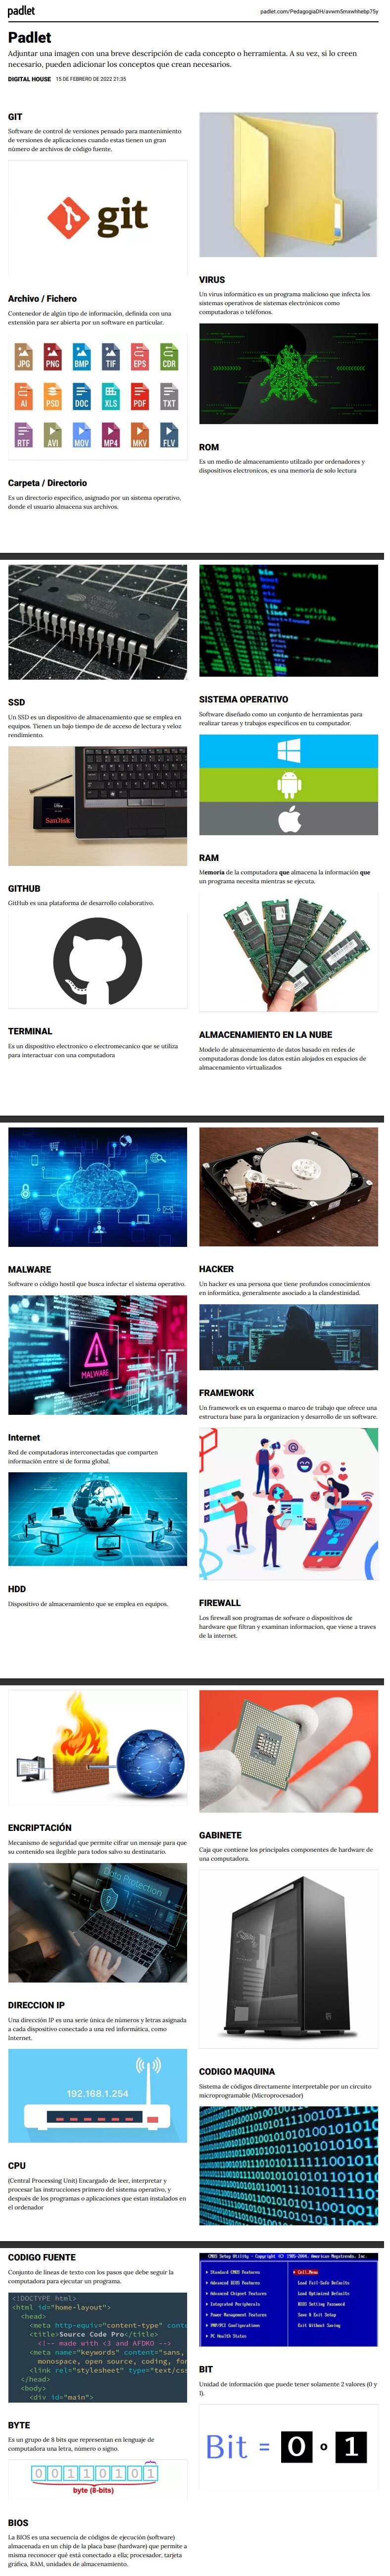 padlet
padlet.com/PedagogiaDH/avwm5mxwhhebp75y
Padlet
Adjuntar una imagen con una breve descripción de cada concepto o herramienta. A su vez, si lo creen
necesario, pueden adicionar los conceptos que crean necesarios.
DIGITAL HOUSE 15 DE FEBRERO DE 2022 21:35
GIT
Software de control de versiones pensado para mantenimiento
de versiones de aplicaciones cuando estas tienen un gran
número de archivos de código fuente.
git
Archivo / Fichero
Contenedor de algún tipo de información, definida con una
extensión para ser abierta por un software en particular.
JPG PNG BMP TIF EPS CDR
AI PSD DOC XLS PDF TXT
RTF AVI MOV MP4 MKV FLV
Carpeta / Directorio
Es un directorio específico, asignado por un sistema operativo,
donde el usuario almacena sus archivos.
VIRUS
Un virus informático es un programa malicioso que infecta los
sistemas operativos de sistemas electrónicos como
computadoras o teléfonos.
ROM
Es un medio de almacenamiento utilzado por ordenadores y
dispositivos electronicos, es una memoria de solo lectura
SSD
Un SSD es un dispositivo de almacenamiento que se emplea en
equipos. Tienen un bajo tiempo de de acceso de lectura y veloz
rendimiento.
SanDisk
GITHUB
GitHub es una plataforma de desarrollo colaborativo.
TERMINAL
Es un dispositivo electronico o electromecanico que se utiliza
para interactuar con una computadora
SISTEMA OPERATIVO
Software diseñado como un conjunto de herramientas para
realizar tareas y trabajos específicos en tu computador.
RAM
Memoria de la computadora que almacena la información que
un programa necesita mientras se ejecuta.
ALMACENAMIENTO EN LA NUBE
Modelo de almacenamiento de datos basado en redes de
computadoras donde los datos están alojados en espacios de
almacenamiento virtualizados
MALWARE
Software o código hostil que busca infectar el sistema operativo.
MALWARE
Internet
Red de computadoras interconectadas que comparten
información entre si de forma global.
HDD
Dispositivo de almacenamiento que se emplea en equipos.
HACKER
Un hacker es una persona que tiene profundos conocimientos
en informática, generalmente asociado a la clandestinidad.
FRAMEWORK
Un framework es un esquema o marco de trabajo que ofrece una
estructura base para la organizacion y desarrollo de un software.
FIREWALL
Los firewall son programas de sofware o dispositivos de
hardware que filtran y examinan informacion, que viene a traves
de la internet.
ENCRIPTACIÓN
Mecanismo de seguridad que permite cifrar un mensaje para que
su contenido sea ilegible para todos salvo su destinatario.
Data Protection
DIRECCION IP
Una dirección IP es una serie única de números y letras asignada
a cada dispositivo conectado a una red informática, como
Internet.
192.168.1.254
CPU
(Central Processing Unit) Encargado de leer, interpretar y
procesar las instrucciones primero del sistema operativo, y
después de los programas o aplicaciones que estan instalados en
el ordenador
GABINETE
Caja que contiene los principales componentes de hardware de
una computadora.
CODIGO MAQUINA
Sistema de códigos directamente interpretable por un circuito
microprogramable (Microprocesador)
CODIGO FUENTE
Conjunto de líneas de texto con los pasos que debe seguir la
computadora para ejecutar un programa.
<!DOCTYPE html>
<html id="home-layout">
<head>
<meta http-equiv="content-type" conte
<title>Source Code Pro</title>
<!-- made with <3 and AFDKO -->
<meta name="keywords" content="sans,
monospace, open source, coding, fo
<link rel="stylesheet" type="text/css
</head>
<body>
<div id="main">
BYTE
Es un grupo de 8 bits que representan en lenguaje de
computadora una letra, número o signo.
0 0 1 1 0 1 0 1
byte (8-bits)
BIOS
La BIOS es una secuencia de códigos de ejecución (software)
almacenada en un chip de la placa base (hardware) que permite a
misma reconocer qué está conectado a ella; procesador, tarjeta
gráfica, RAM, unidades de almacenamiento.
CMOS Setup Utility - Copyright (C) 1985-2004, American Megatrends, Inc.
Standard CMOS Features
Advanced BIOS Features
Advanced Chipset Features
Integrated Peripherals
Power Management Features
PNP/PCI Configurations
PC Health Status
Cell Menu
Load Fail-Safe Defaults
Load Optimized Defaults
BIOS Setting Password
Save & Exit Setup
Exit Without Saving
BIT
Unidad de información que puede tener solamente 2 valores (0 y
1).
Bit = 0 o 1